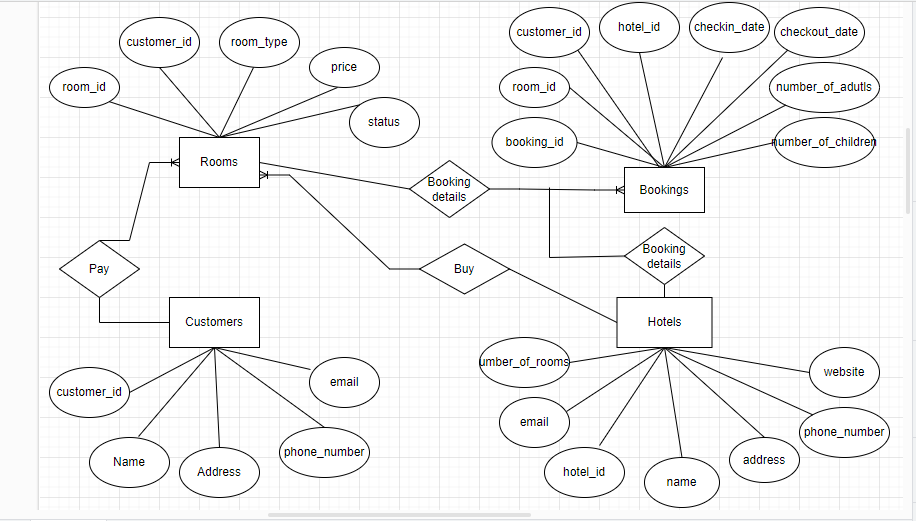 customer_id
room_type
room_id
price
status
Rooms
customer_id
hotel_id
checkin_date
checkout_date
room_id
number_of_adutls
booking_id
number_of_children
Bookings
Booking
details
Booking
details
Pay
Buy
Customers
Hotels
customer_id
Name
Address
phone_number
email
umber_of_rooms
email
hotel_id
name
address
phone_number
website